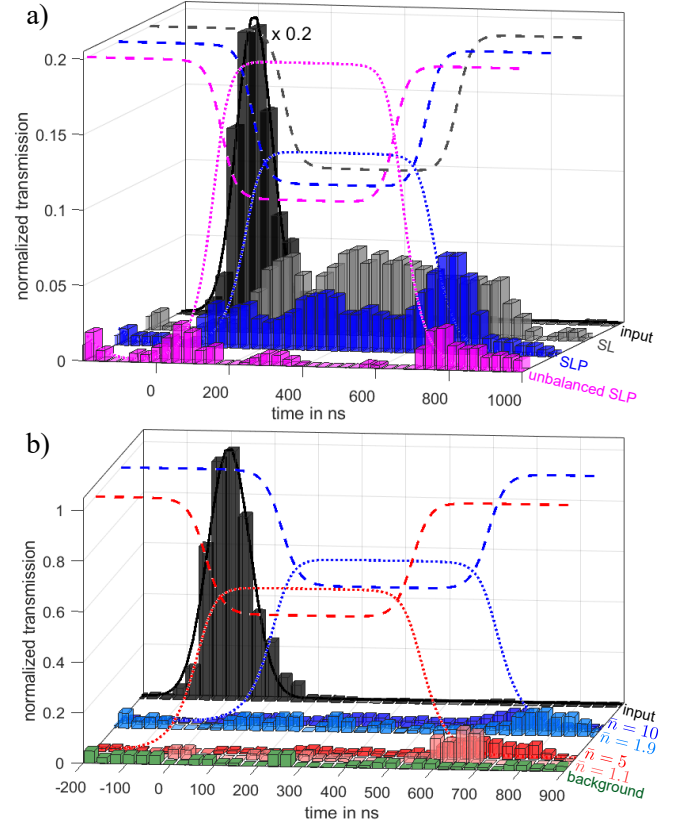 a)
x 0.2
0.2
0.15
0.1
0.05
0
normalized transmission
input
SL
SLP
unbalanced SLP
0
200
400
600
800
1000
time in ns
b)
1
0.8
0.6
0.4
0.2
0
normalized transmission
input
n̄ = 10
n̄ = 1.9
n̄ = 5
n̄ = 1.1
background
-200
-100
0
100
200
300
400
500
600
700
800
900
time in ns